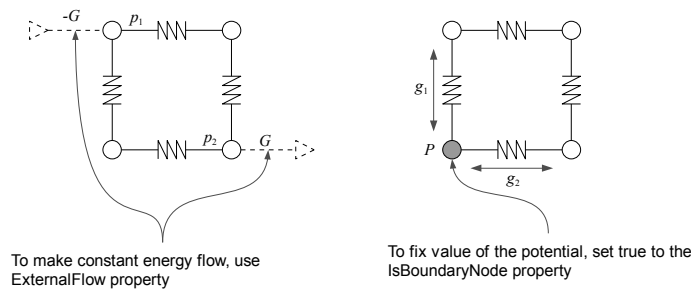 -G
p1
p2
G
g1
P
g2
To make constant energy flow, use
ExternalFlow property
To fix value of the potential, set true to the
IsBoundaryNode property